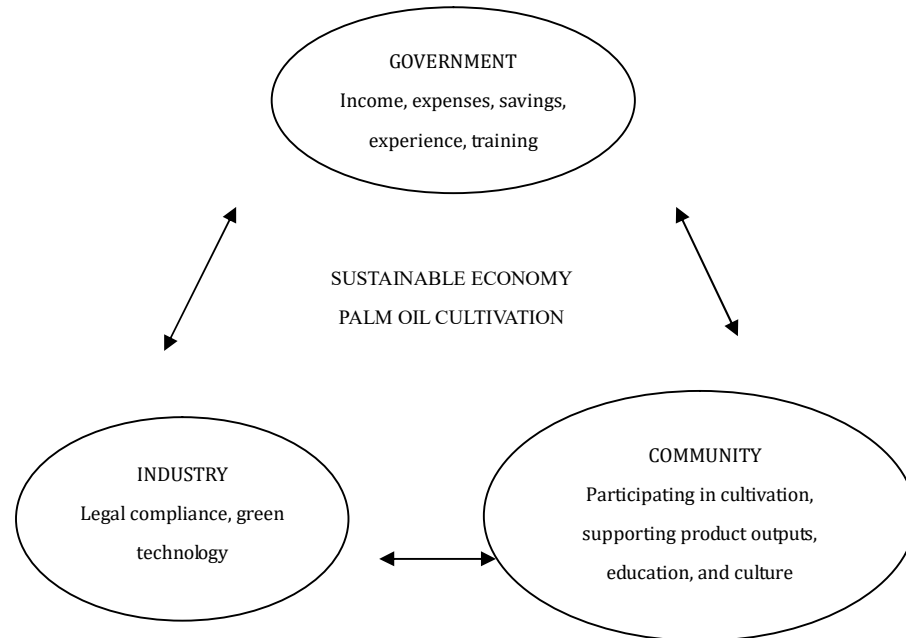 GOVERNMENT
Income, expenses, savings,
experience, training
SUSTAINABLE ECONOMY
PALM OIL CULTIVATION
INDUSTRY
Legal compliance, green
technology
COMMUNITY
Participating in cultivation,
supporting product outputs,
education, and culture